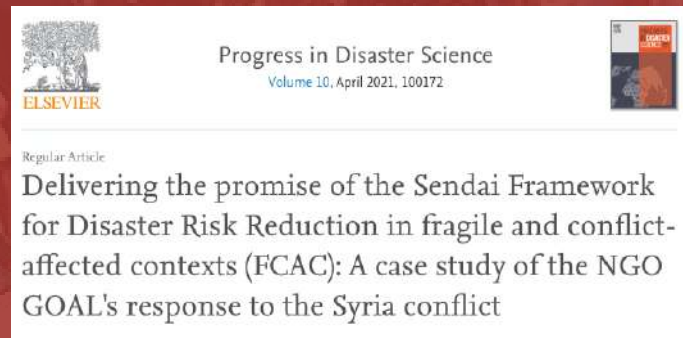 ELSEVIER
Progress in Disaster Science
Volume 10, April 2021, 100172
Regular Article
Delivering the promise of the Sendai Framework
for Disaster Risk Reduction in fragile and conflict-
affected contexts (FCAC): A case study of the NGO
GOAL's response to the Syria conflict